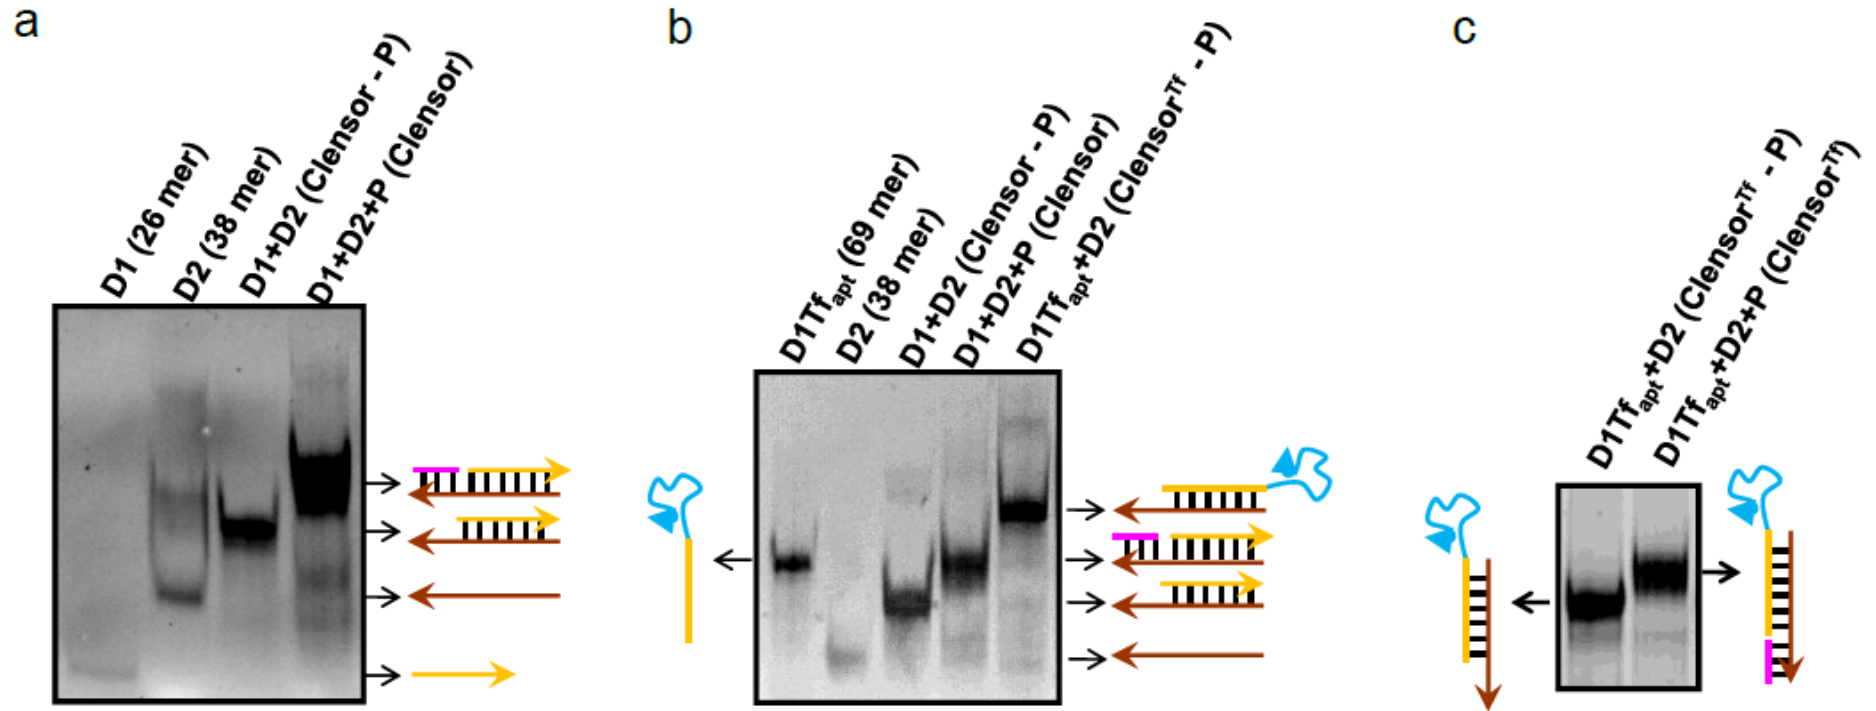 a
D1 (26 mer)
D2 (38 mer)
D1+D2 (Clensor - P)
D1+D2+P (Clensor)
b
D1Tfapt (69 mer)
D2 (38 mer)
D1+D2 (Clensor - P)
D1+D2+P (Clensor)
D1Tfapt+D2 (ClensorTf - P)
c
D1Tfapt+D2 (ClensorTf - P)
D1Tfapt+D2+P (ClensorTf)